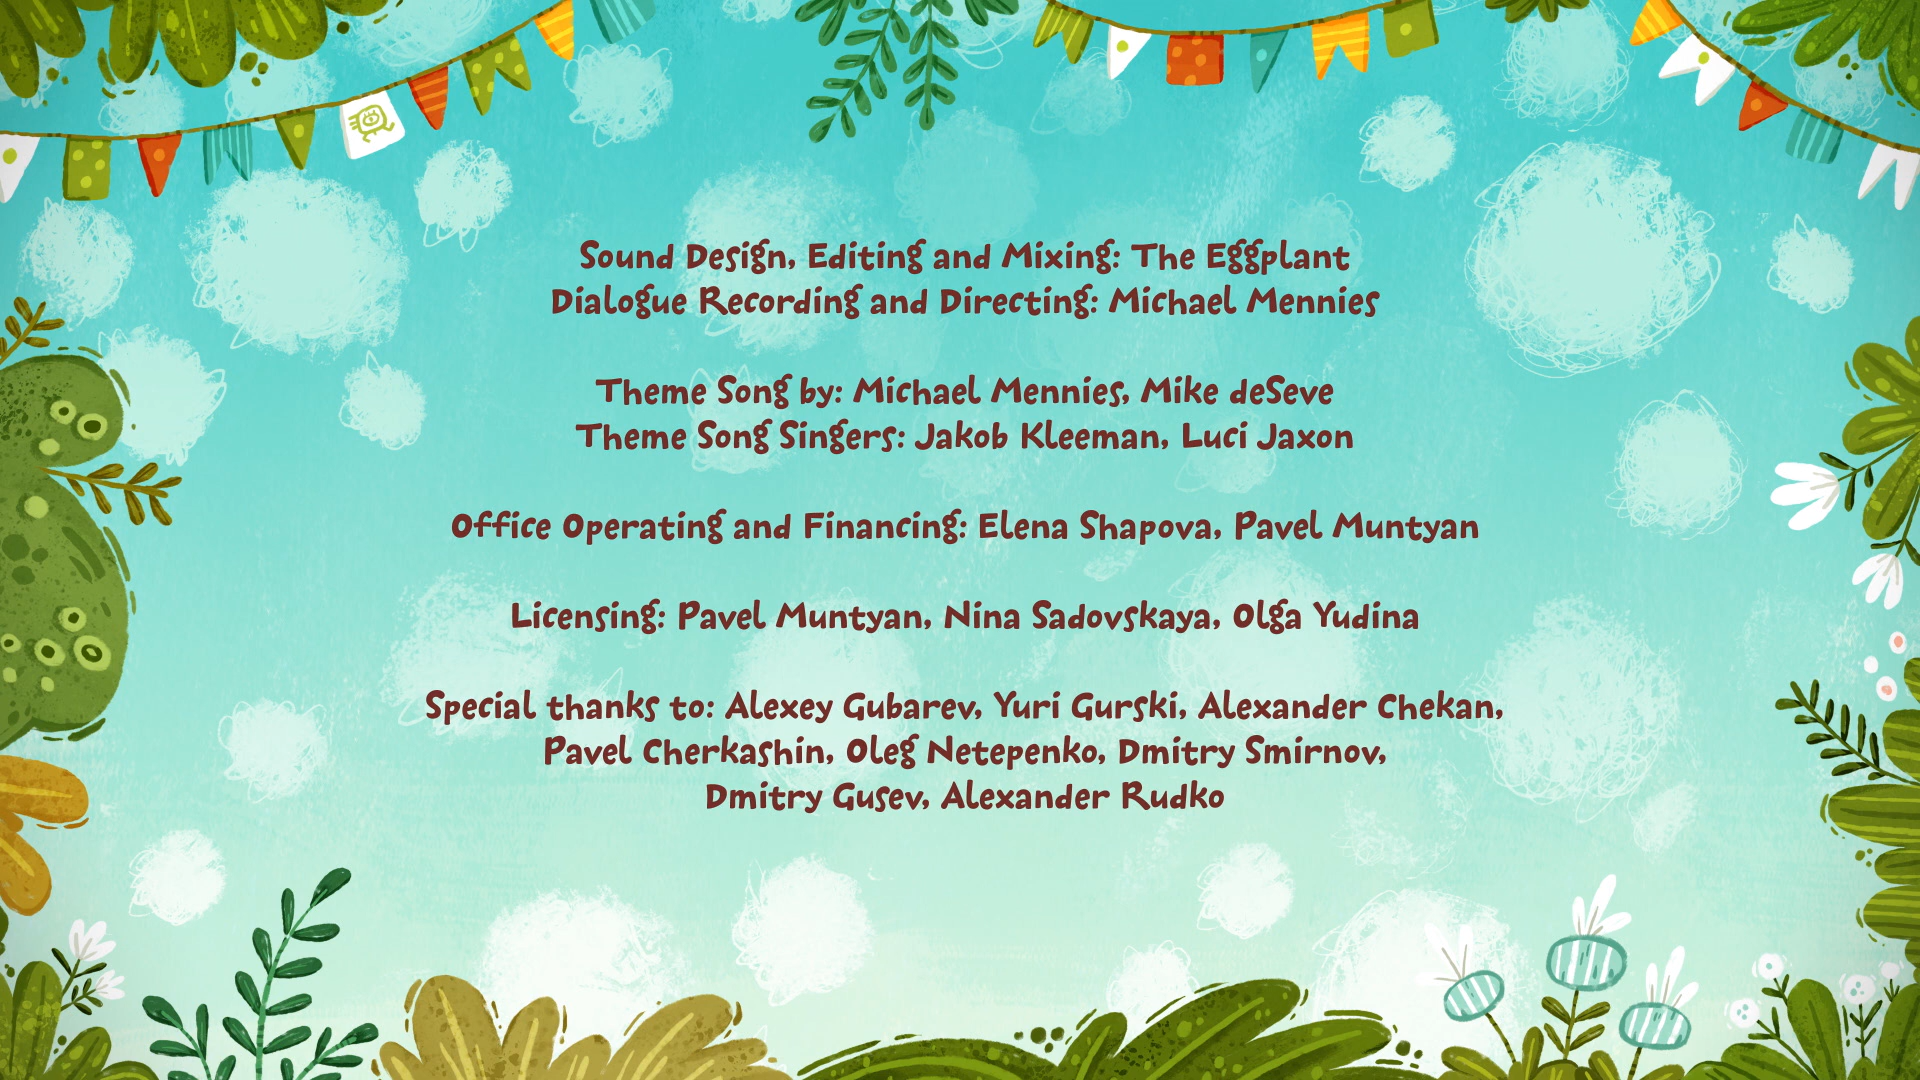 Sound Design, Editing and Mixing: The Eggplant
Dialogue Recording and Directing: Michael Mennies
Theme Song by: Michael Mennies, Mike deSeve
Theme Song Singers: Jakob Kleeman, Luci Jaxon
Office Operating and Financing: Elena Shapova, Pavel Muntyan
Licensing: Pavel Muntyan, Nina Sadovskaya, Olga Yudina
Special thanks to: Alexey Gubarev, Yuri Gurski, Alexander Chekan,
Pavel Cherkashin, Oleg Netepenko, Dmitry Smirnov,
Dmitry Gusev, Alexander Rudko